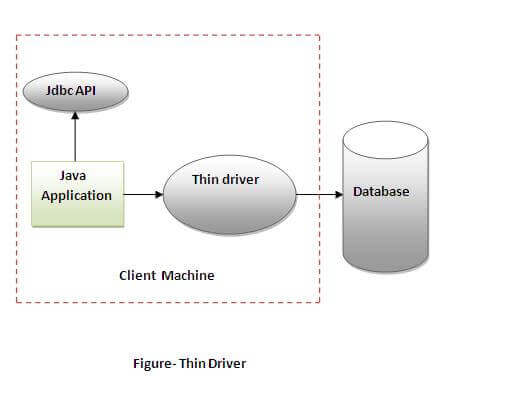 Jdbc API
Java
Application
Thin driver
Database
Client Machine
Figure- Thin Driver